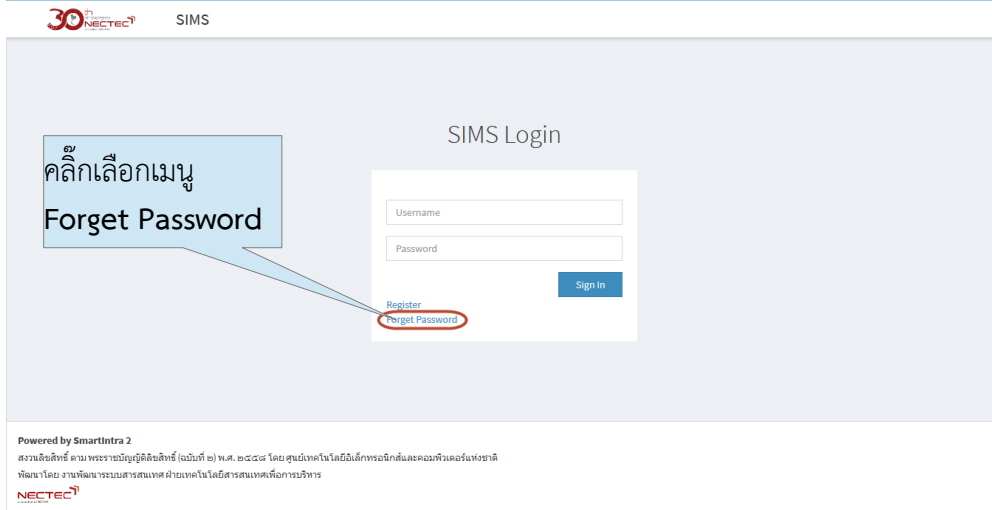 30 th NECTEC
SIMS
SIMS Login
คลิ๊กเลือกเมนู
Forget Password
Username
Password
Sign In
Register
Forget Password
Powered by SmartIntra 2
สงวนลิขสิทธิ์ ตาม พระราชบัญญัติลิขสิทธิ์ (ฉบับที่ ๒) พ.ศ. ๒๕๕๘ โดย ศูนย์เทคโนโลยีอิเล็กทรอนิกส์และคอมพิวเตอร์แห่งชาติ
พัฒนาโดย งานพัฒนาระบบสารสนเทศ ฝ่ายเทคโนโลยีสารสนเทศเพื่อการบริหาร
NECTEC